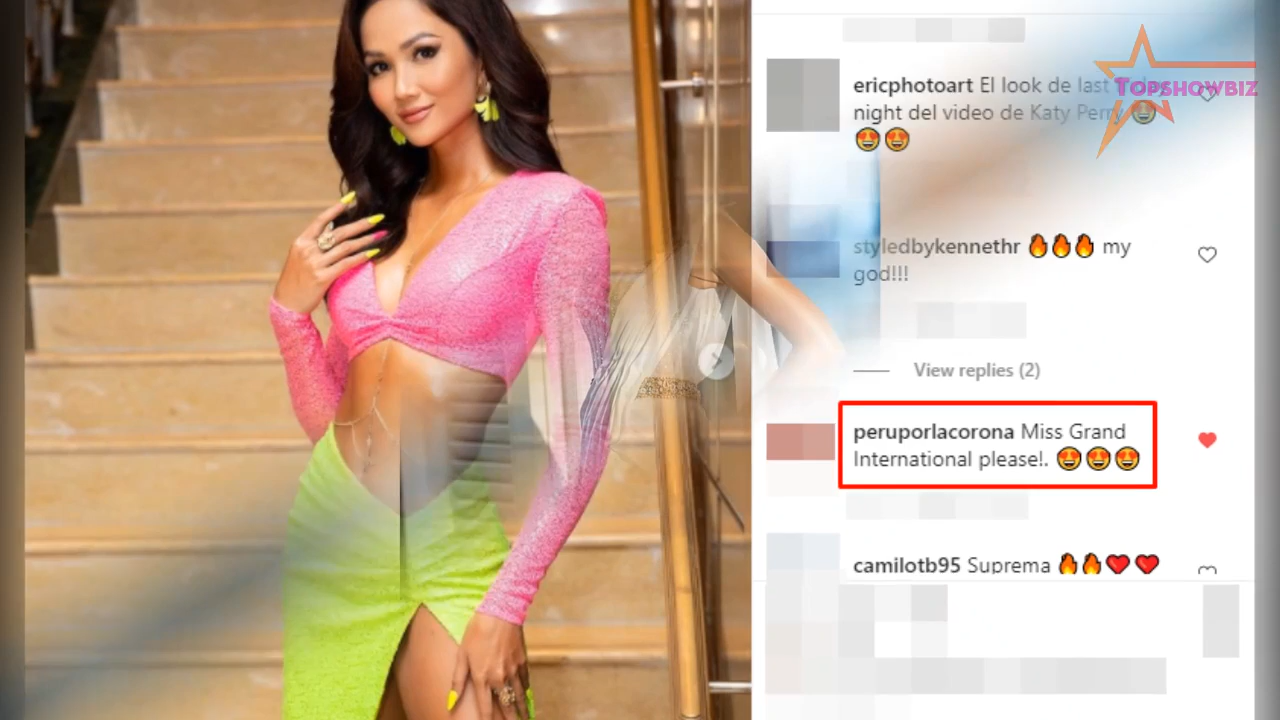 TOPSHOWBIZ
ericphotoart El look de last
night del video de Katy Perry 😍
😍😍
styledbykennethr 🔥🔥🔥 my
god!!!
View replies (2)
peruporlacorona Miss Grand
International please!. 😍😍😍
camilotb95 Suprema 🔥🔥❤️❤️